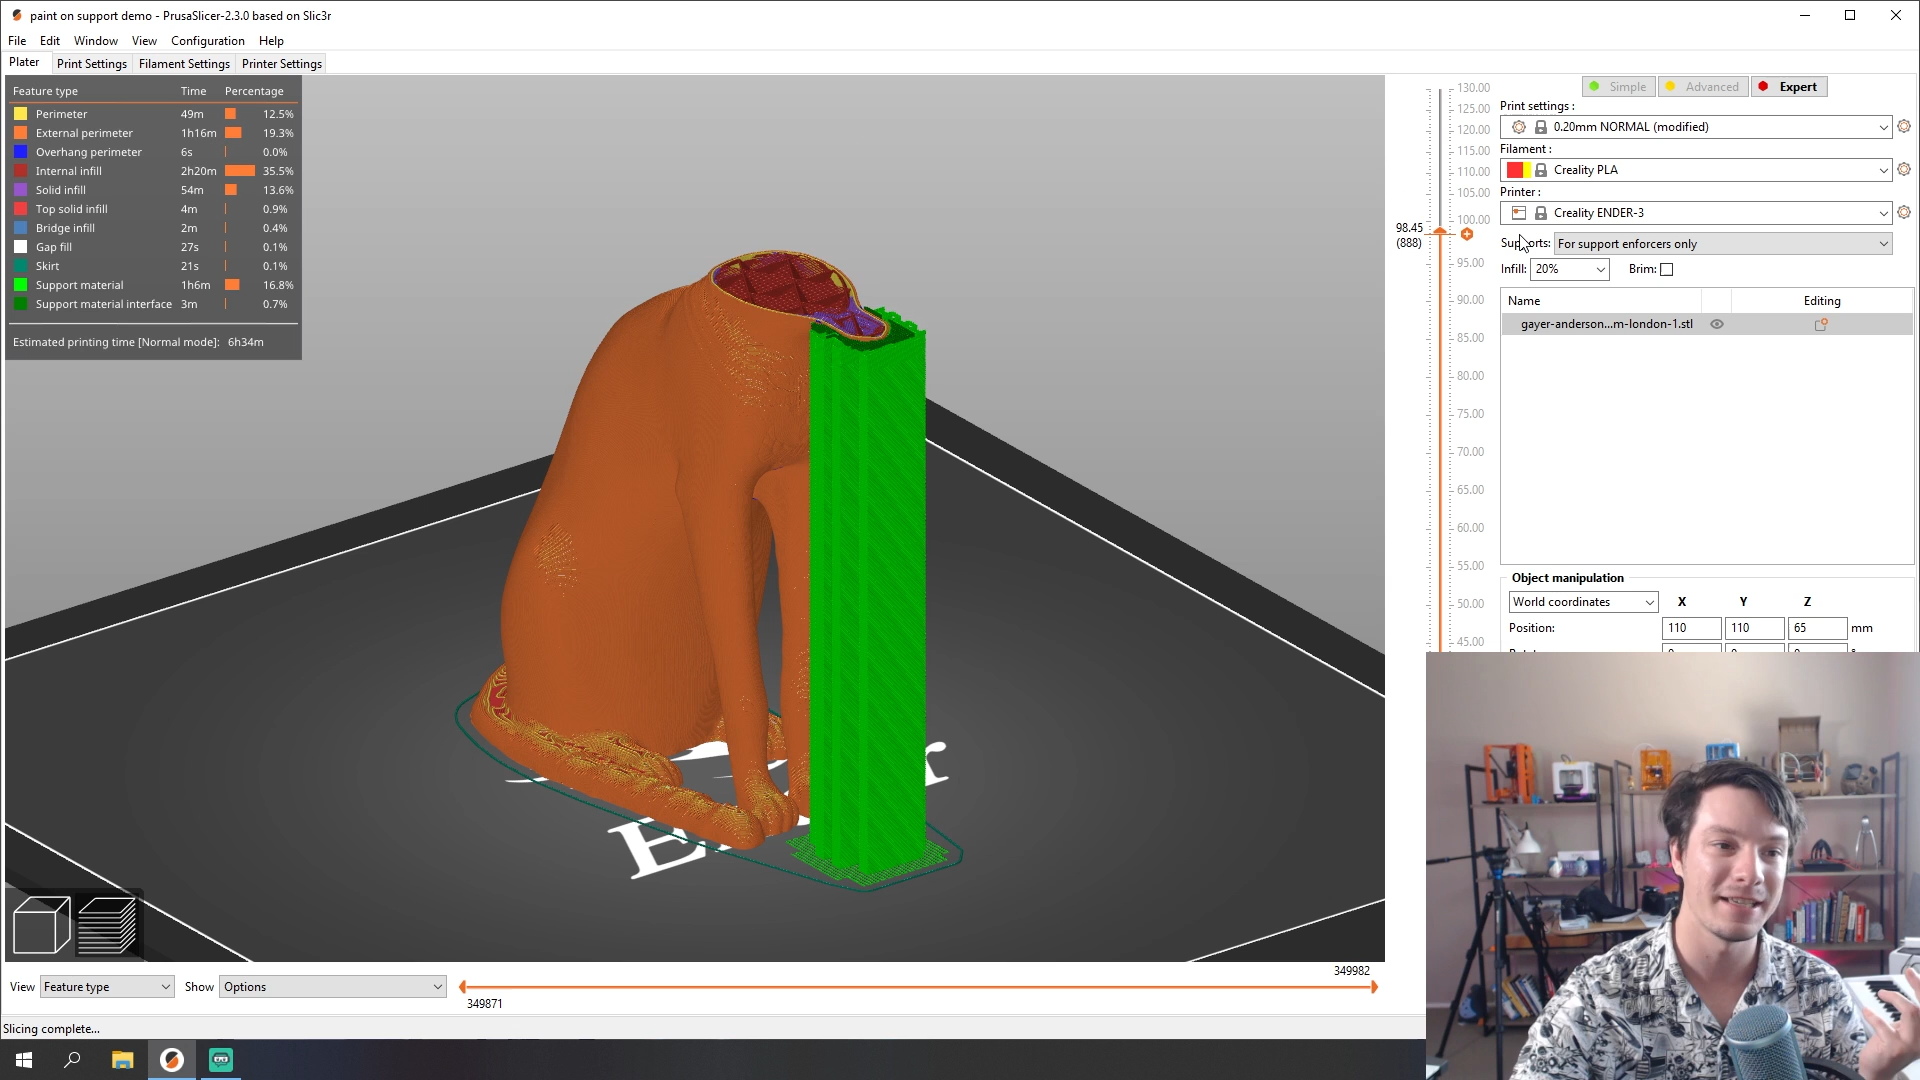 paint on support demo - PrusaSlicer-2.3.0 based on Slic3r
File Edit Window View Configuration Help
Plater Print Settings Filament Settings Printer Settings
Feature type Time Percentage
Perimeter 49m 12.5%
External perimeter 1h16m 19.3%
Overhang perimeter 6s 0.0%
Internal infill 2h20m 35.5%
Solid infill 54m 13.6%
Top solid infill 4m 0.9%
Bridge infill 2m 0.4%
Gap fill 27s 0.1%
Skirt 21s 0.1%
Support material 1h6m 16.8%
Support material interface 3m 0.7%
Estimated printing time [Normal mode]: 6h34m
98.45
(888)
130.00
125.00
120.00
115.00
110.00
105.00
100.00
95.00
90.00
85.00
80.00
75.00
70.00
65.00
60.00
55.00
50.00
45.00
Simple Advanced Expert
Print settings :
0.20mm NORMAL (modified)
Filament :
Creality PLA
Printer :
Creality ENDER-3
Supports: For support enforcers only
Infill: 20% Brim:
Name Editing
gayer-anderson...m-london-1.stl
Object manipulation
World coordinates X Y Z
Position: 110 110 65 mm
View Feature type Show Options
349982
349871
Slicing complete...